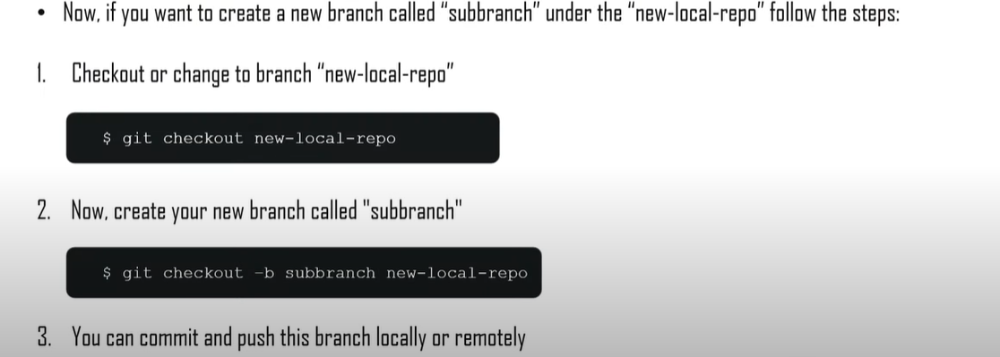 • Now, if you want to create a new branch called “subbranch” under the “new-local-repo” follow the steps:
1. Checkout or change to branch “new-local-repo”
$ git checkout new-local-repo
2. Now, create your new branch called "subbranch"
$ git checkout -b subbranch new-local-repo
3. You can commit and push this branch locally or remotely